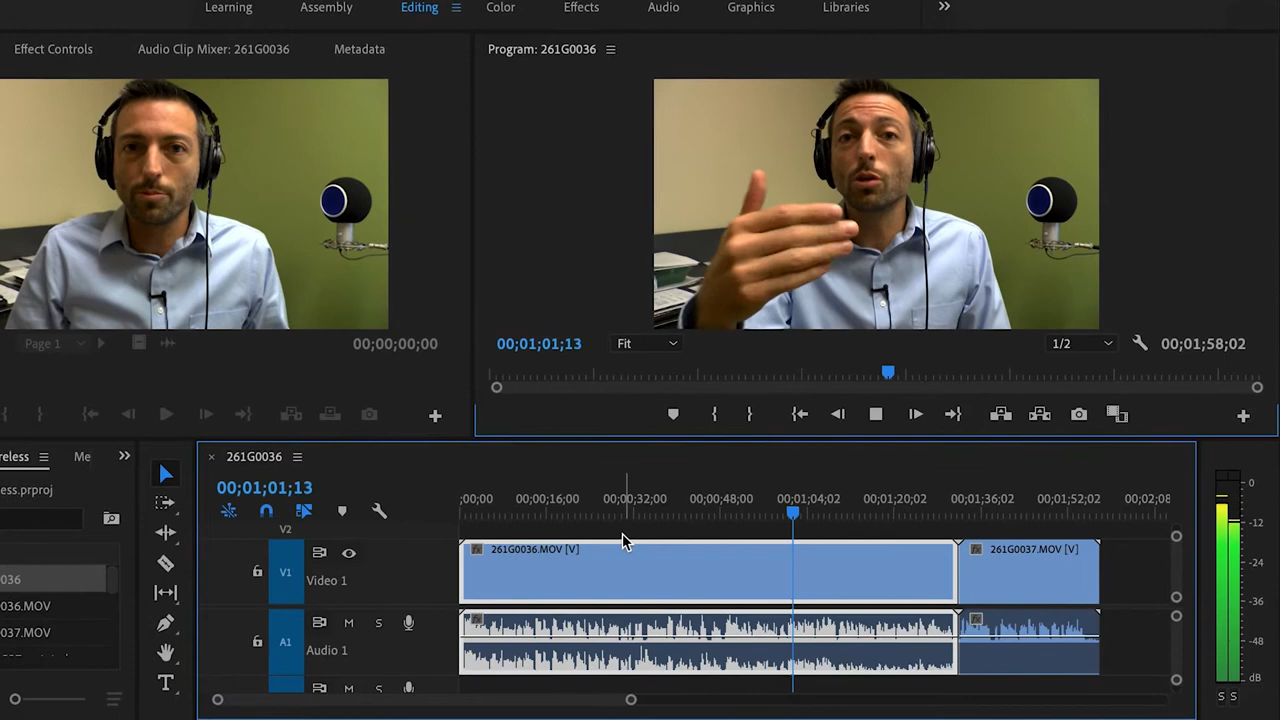 Learning Assembly Editing Color Effects Audio Graphics Libraries
Effect Controls Audio Clip Mixer: 261G0036 Metadata
Program: 261G0036
Page 1
00;00;00;00
00;01;01;13
Fit
1/2
00;01;58;02
reless
Me
ess.prproj
036
036.MOV
037.MOV
× 261G0036
00;01;01;13
;00;00 00;00;16;00 00;00;32;00 00;00;48;00 00;01;04;02 00;01;20;02 00;01;36;02 00;01;52;02 00;02;08
V2
261G0036.MOV [V]
261G0037.MOV [V]
V1
Video 1
M S
A1
Audio 1
M S
T
0
-12
-24
-36
-48
dB
S S